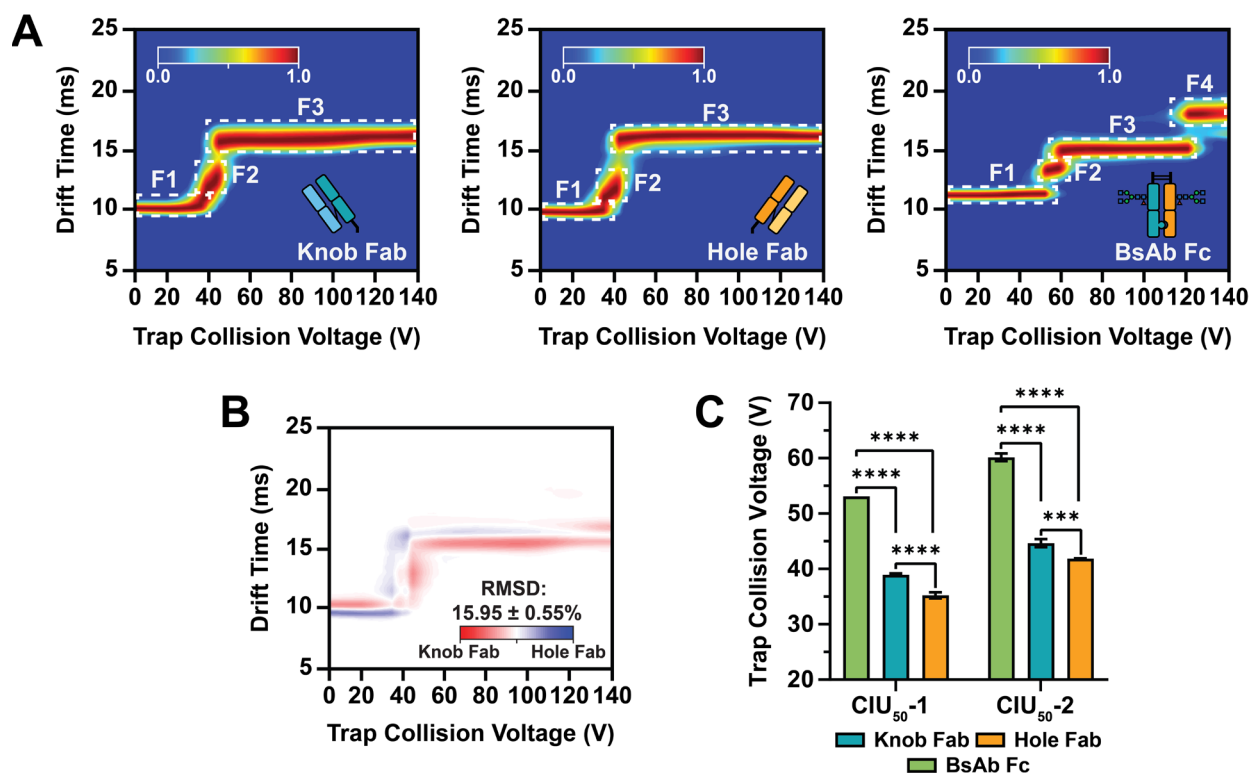 A
25
20
15
10
5
Drift Time (ms)
0.0 1.0
F1
F2
F3
Knob Fab
0 20 40 60 80 100 120 140
Trap Collision Voltage (V)
25
20
15
10
5
Drift Time (ms)
0.0 1.0
F1
F2
F3
Hole Fab
0 20 40 60 80 100 120 140
Trap Collision Voltage (V)
25
20
15
10
5
Drift Time (ms)
0.0 1.0
F1
F2
F3
F4
BsAb Fc
0 20 40 60 80 100 120 140
Trap Collision Voltage (V)
B
25
20
15
10
5
Drift Time (ms)
RMSD:
15.95 ± 0.55%
Knob Fab Hole Fab
0 20 40 60 80 100 120 140
Trap Collision Voltage (V)
C
70
60
50
40
30
20
Trap Collision Voltage (V)
****
****
****
****
****
***
CIU50-1 CIU50-2
Knob Fab Hole Fab
BsAb Fc